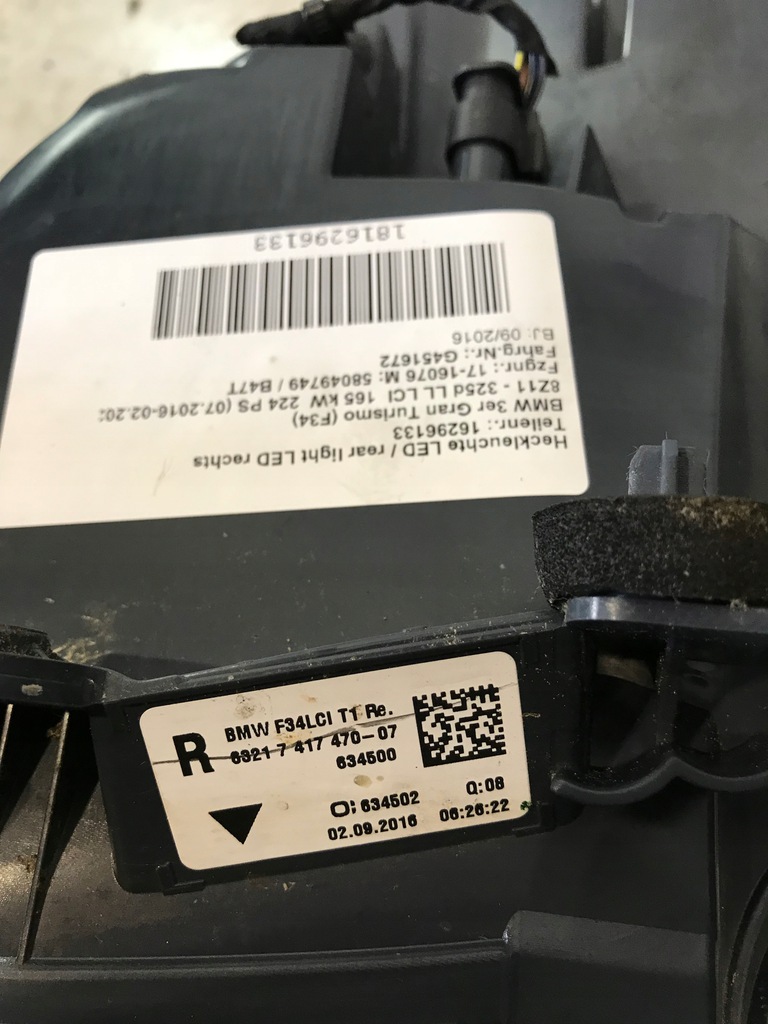 Heckleuchte LED / rear light LED rechts
Teilenr.: 16296133
BMW 3er Gran Turismo (F34)
8Z11 - 325d LL LCI 165 kW 224 PS (07.2016-02.20
Fzgnr.: 17-16076 M: 58049749 / B47T
Fahrg.Nr.: G451672
BJ: 09/2016
1816296133
R
BMW F34LCI T1 Re.
6321 7 417 470-07
634500
O: 634502
Q:08
02.09.2016 06:26:22